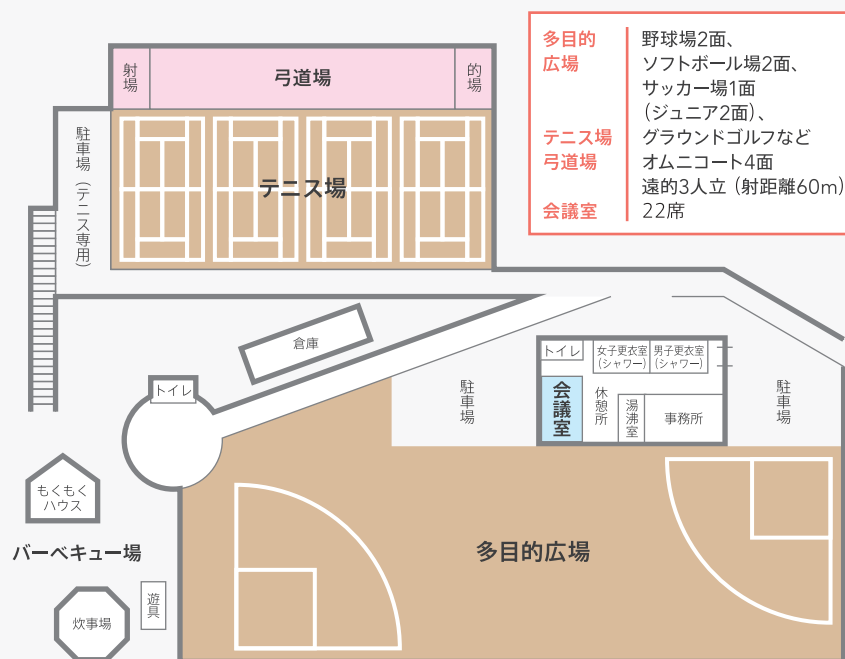 多目的
広場
野球場2面、
ソフトボール場2面、
サッカー場1面
（ジュニア2面）、
テニス場
グラウンドゴルフなど
弓道場
オムニコート4面
遠的3人立（射距離60m）
会議室
22席
射場
弓道場
的場
駐車場（テニス専用）
テニス場
倉庫
トイレ
女子更衣室
（シャワー）
男子更衣室
（シャワー）
トイレ
駐車場
会議室
休憩所
湯沸室
事務所
駐車場
もくもく
ハウス
バーベキュー場
多目的広場
遊具
炊事場